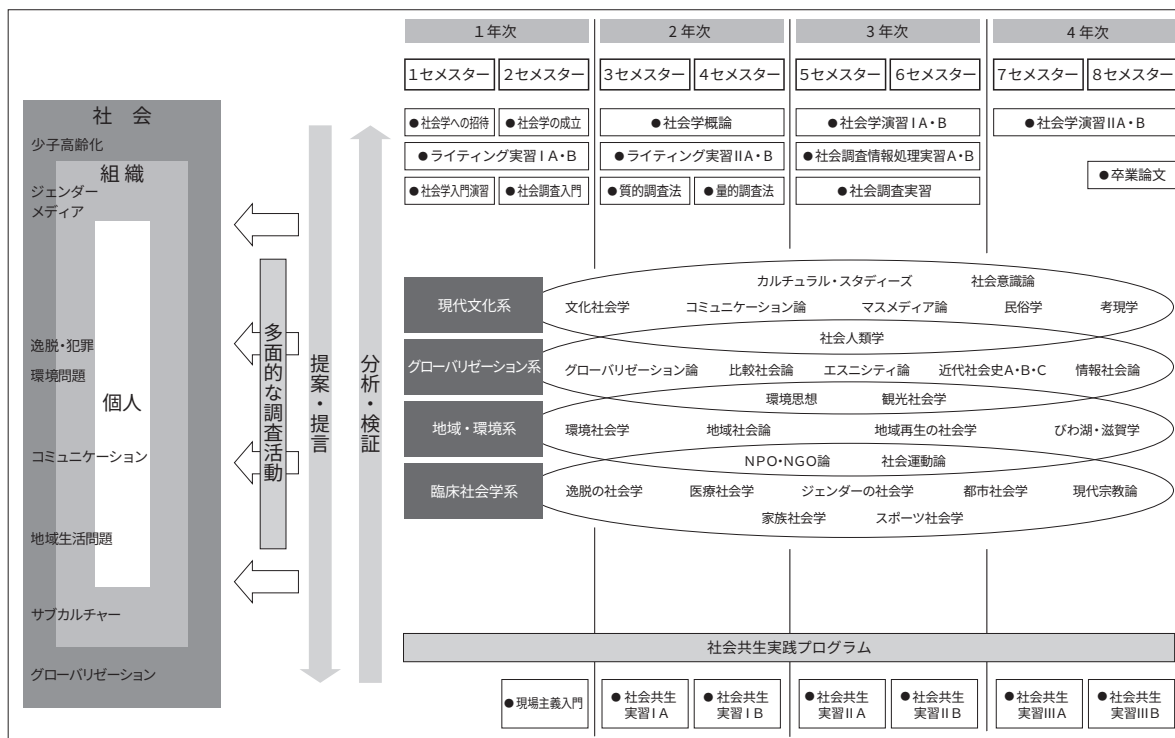 社　会
少子高齢化
組 織
ジェンダー
メディア
逸脱・犯罪
環境問題
個人
コミュニケーション
地域生活問題
サブカルチャー
グローバリゼーション
多面的な調査活動
提案・提言
分析・検証
1年次
2年次
3年次
4年次
1セメスター
2セメスター
3セメスター
4セメスター
5セメスター
6セメスター
7セメスター
8セメスター
●社会学への招待
●社会学の成立
●社会学概論
●社会学演習ⅠA・B
●社会学演習ⅡA・B
●ライティング実習ⅠA・B
●ライティング実習ⅡA・B
●社会調査情報処理実習A・B
●社会学入門演習
●社会調査入門
●質的調査法
●量的調査法
●社会調査実習
●卒業論文
現代文化系
カルチュラル・スタディーズ
社会意識論
文化社会学
コミュニケーション論
マスメディア論
民俗学
考現学
社会人類学
グローバリゼーション系
グローバリゼーション論
比較社会論
エスニシティ論
近代社会史A・B・C
情報社会論
環境思想
観光社会学
地域・環境系
環境社会学
地域社会論
地域再生の社会学
びわ湖・滋賀学
NPO・NGO論
社会運動論
臨床社会学系
逸脱の社会学
医療社会学
ジェンダーの社会学
都市社会学
現代宗教論
家族社会学
スポーツ社会学
社会共生実践プログラム
●現場主義入門
●社会共生
実習ⅠA
●社会共生
実習ⅠB
●社会共生
実習ⅡA
●社会共生
実習ⅡB
●社会共生
実習ⅢA
●社会共生
実習ⅢB